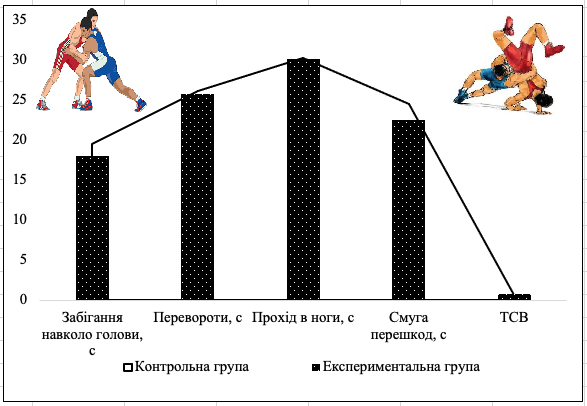 35
30
25
20
15
10
5
0
Забігання
навколо голови,
с
Перевороти, с
Прохід в ноги, с
Смуга
перешкод, с
ТСВ
Контрольна група
Експериментальна група